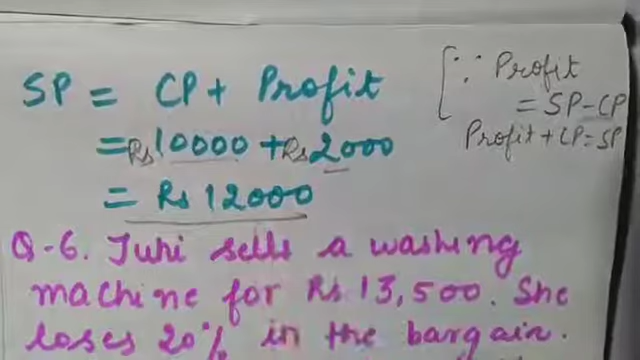 SP = CP + Profit
= Rs 10000 + Rs 2000
= Rs 12000
[∵ Profit
= SP - CP
Profit + CP = SP
Q-6. Juhi sells a washing
machine for Rs 13,500. She
loses 20% in the bargain.